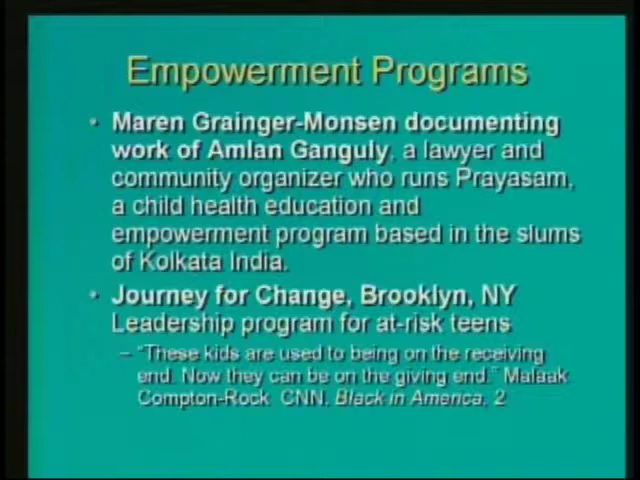 Empowerment Programs
• Maren Grainger-Monsen documenting
work of Amlan Ganguly, a lawyer and
community organizer who runs Prayasam,
a child health education and
empowerment program based in the slums
of Kolkata India.
• Journey for Change, Brooklyn, NY
Leadership program for at-risk teens
– "These kids are used to being on the receiving
end. Now they can be on the giving end." Malaak
Compton-Rock CNN, Black in America, 2